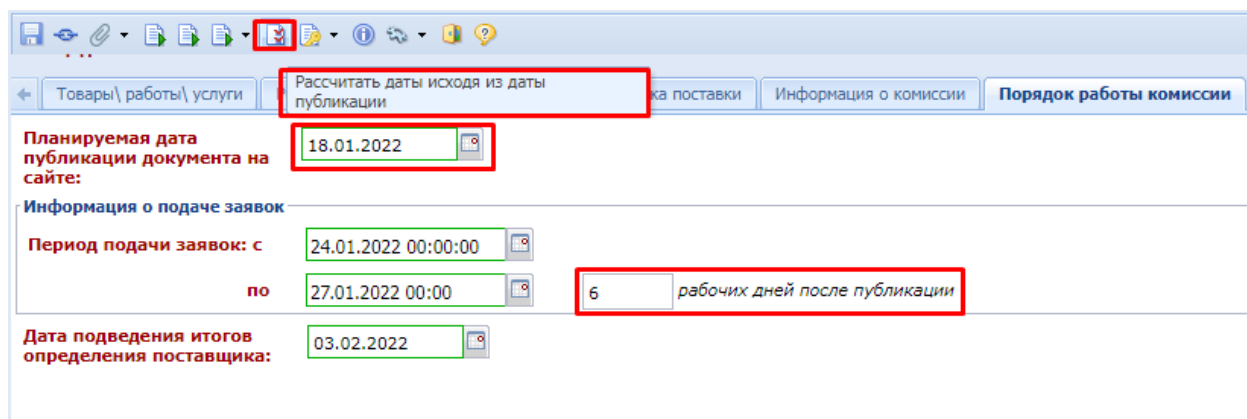 Рассчитать даты исходя из даты
публикации
Товары\ работы\ услуги
ка поставки
Информация о комиссии
Порядок работы комиссии
Планируемая дата
публикации документа на
сайте:
18.01.2022
Информация о подаче заявок
Период подачи заявок: с
24.01.2022 00:00:00
по
27.01.2022 00:00
6
рабочих дней после публикации
Дата подведения итогов
определения поставщика:
03.02.2022